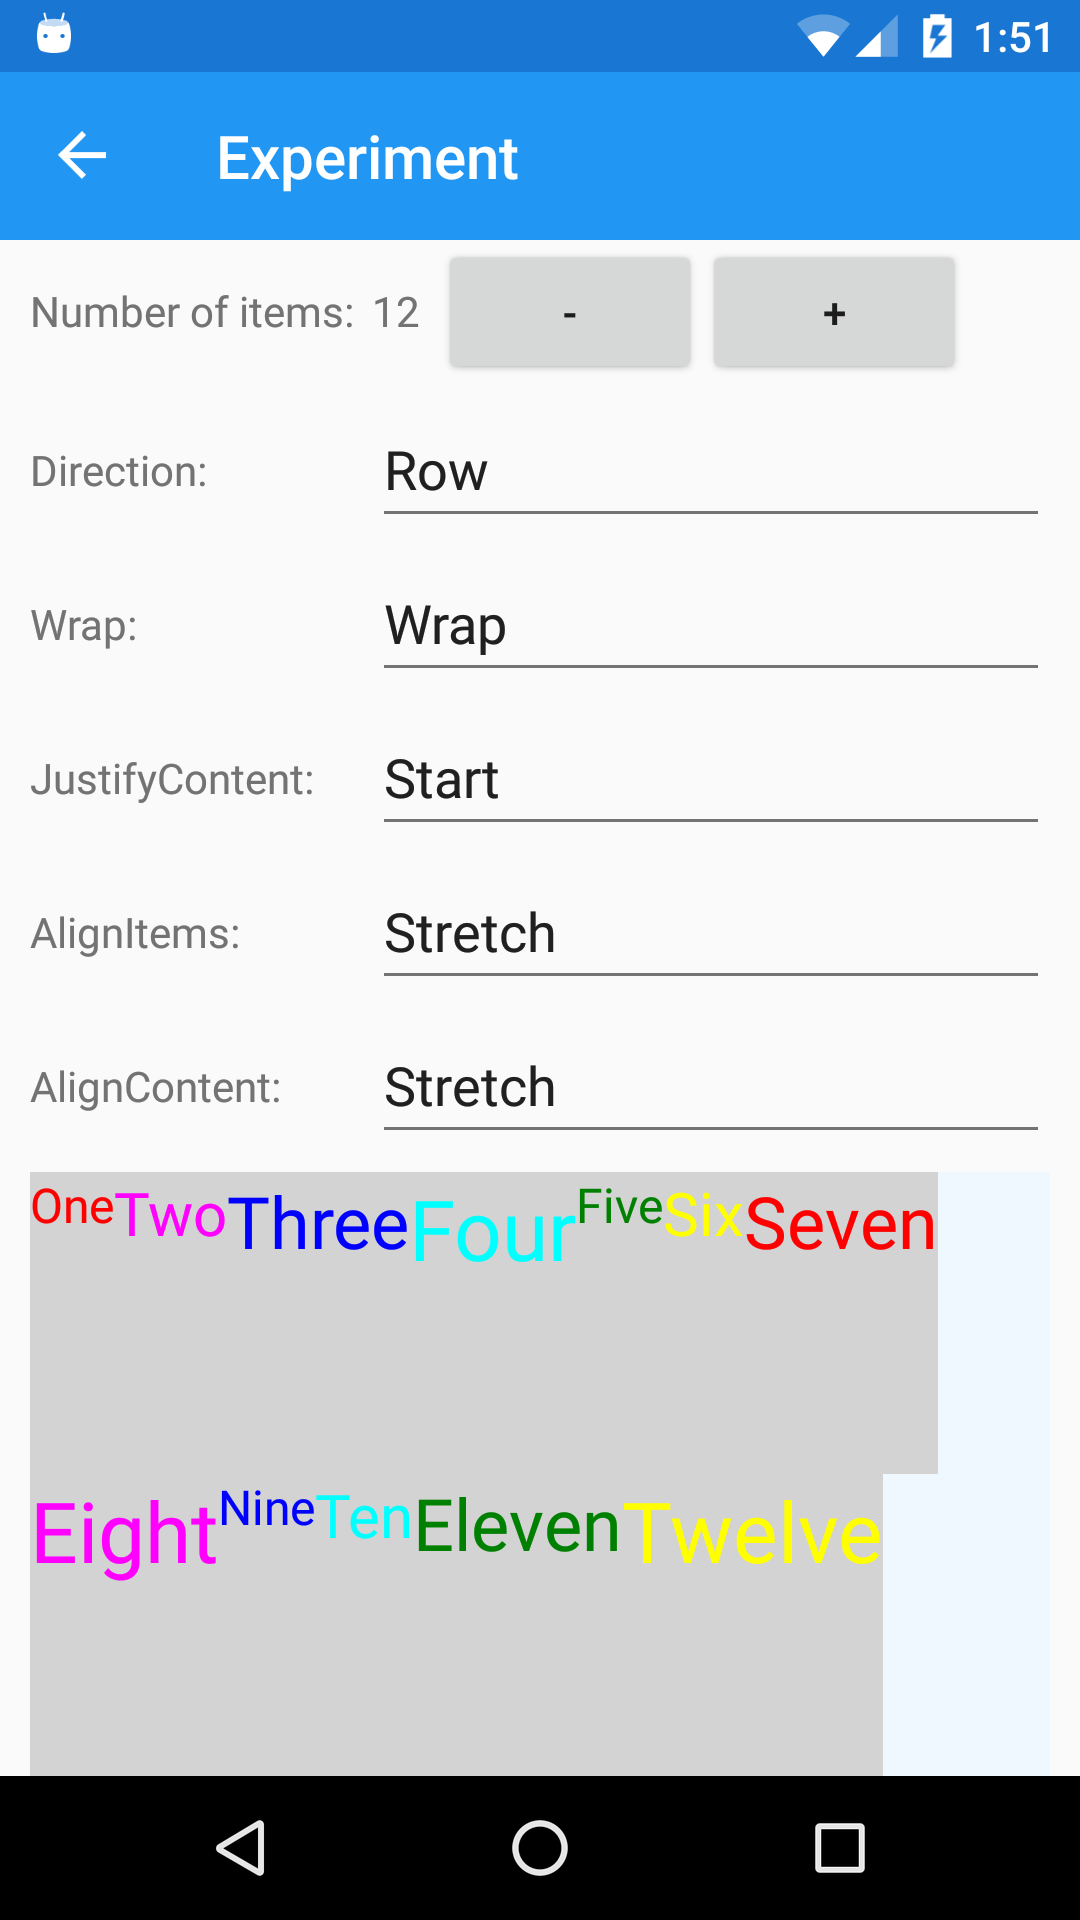 1:51
Experiment
Number of items: 12 - +
Direction: Row
Wrap: Wrap
JustifyContent: Start
AlignItems: Stretch
AlignContent: Stretch
OneTwoThreeFourFiveSixSeven
EightNineTenElevenTwelve